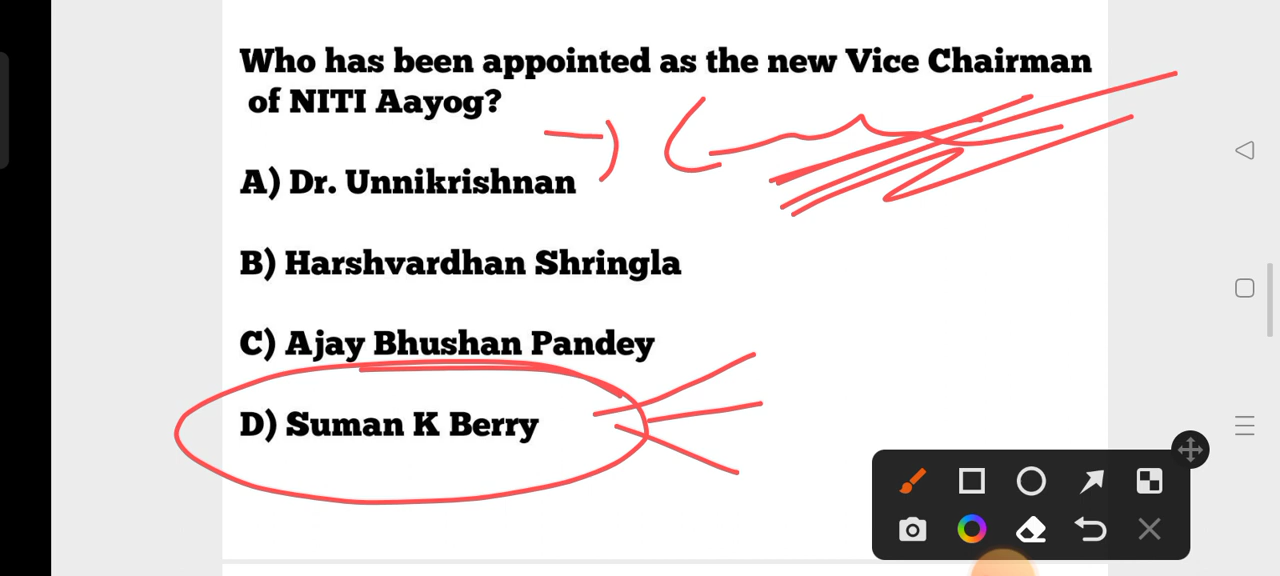 Who has been appointed as the new Vice Chairman
of NITI Aayog?
A) Dr. Unnikrishnan
B) Harshvardhan Shringla
C) Ajay Bhushan Pandey
D) Suman K Berry